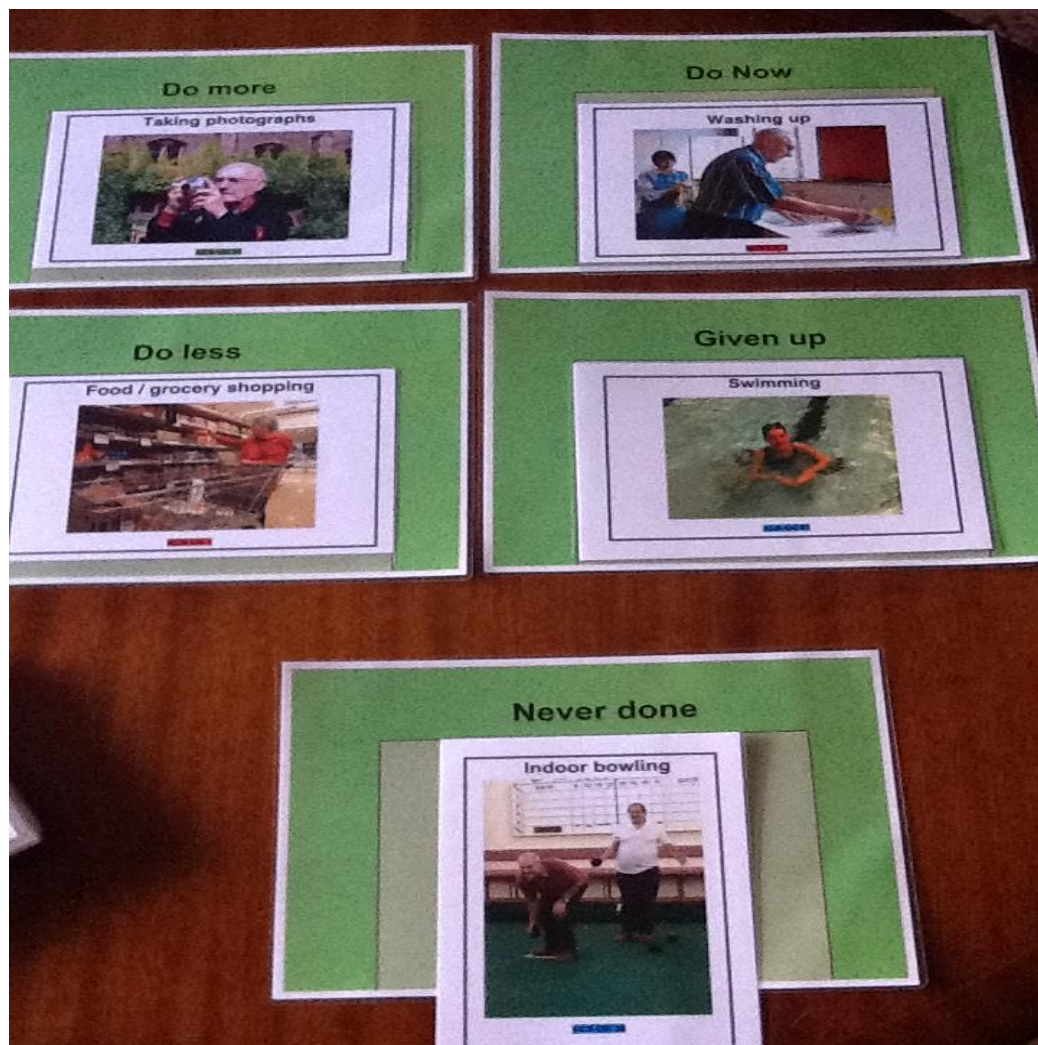 Do more
Taking photographs
Do Now
Washing up
Do less
Food / grocery shopping
Given up
Swimming
Never done
Indoor bowling